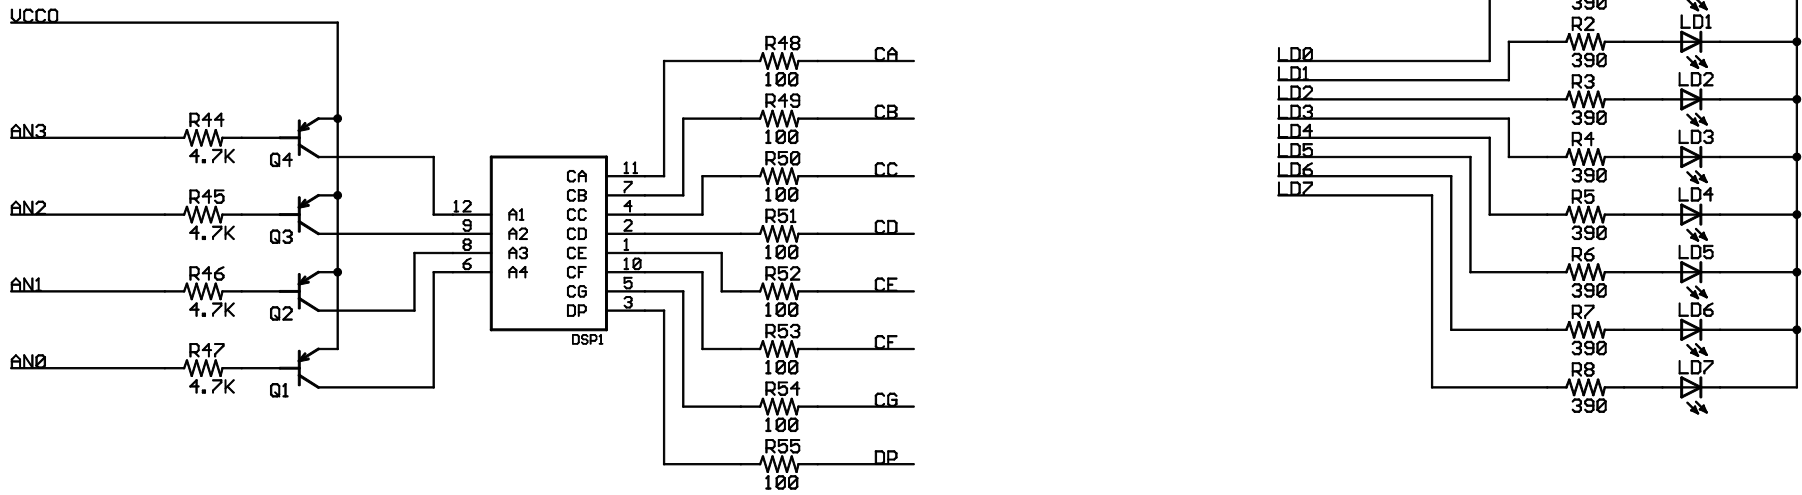 VCCO
AN3
R44
4.7K
Q4
AN2
R45
4.7K
Q3
AN1
R46
4.7K
Q2
AN0
R47
4.7K
Q1
12
9
8
6
A1
A2
A3
A4
CA
CB
CC
CD
CE
CF
CG
DP
11
7
4
2
1
10
5
3
DSP1
R48
100
CA
R49
100
CB
R50
100
CC
R51
100
CD
R52
100
CE
R53
100
CF
R54
100
CG
R55
100
DP
LD0
LD1
LD2
LD3
LD4
LD5
LD6
LD7
390
R2
390
LD1
R3
390
LD2
R4
390
LD3
R5
390
LD4
R6
390
LD5
R7
390
LD6
R8
390
LD7